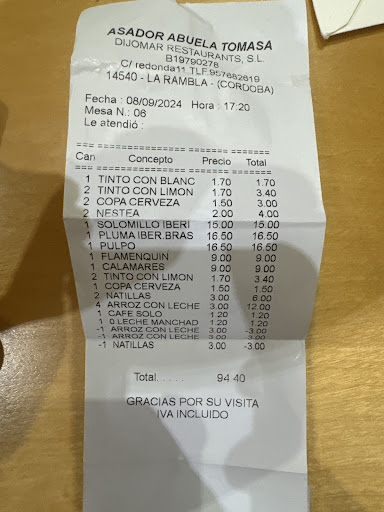 ASADOR ABUELA TOMASA
DIJOMAR RESTAURANTS, S.L.
B19790278
C/ redonda11 TLF.957682619
14540 - LA RAMBLA - (CORDOBA)
Fecha : 08/09/2024 Hora : 17:20
Mesa N.: 06
Le atendió :
Can Concepto Precio Total
1 TINTO CON BLANC 1.70 1.70
2 TINTO CON LIMON 1.70 3.40
2 COPA CERVEZA 1.50 3.00
2 NESTEA 2.00 4.00
1 SOLOMILLO IBERI 15.00 15.00
1 PLUMA IBER.BRAS 16.50 16.50
1 PULPO 16.50 16.50
1 FLAMENQUIN 9.00 9.00
1 CALAMARES 9.00 9.00
2 TINTO CON LIMON 1.70 3.40
1 COPA CERVEZA 1.50 1.50
2 NATILLAS 3.00 6.00
4 ARROZ CON LECHE 3.00 12.00
1 CAFE SOLO 1.20 1.20
1 0 LECHE MANCHAD 1.20 1.20
-1 ARROZ CON LECHE 3.00 -3.00
-1 ARROZ CON LECHE 3.00 -3.00
-1 NATILLAS 3.00 -3.00
Total. . . . . 94.40
GRACIAS POR SU VISITA
IVA INCLUIDO